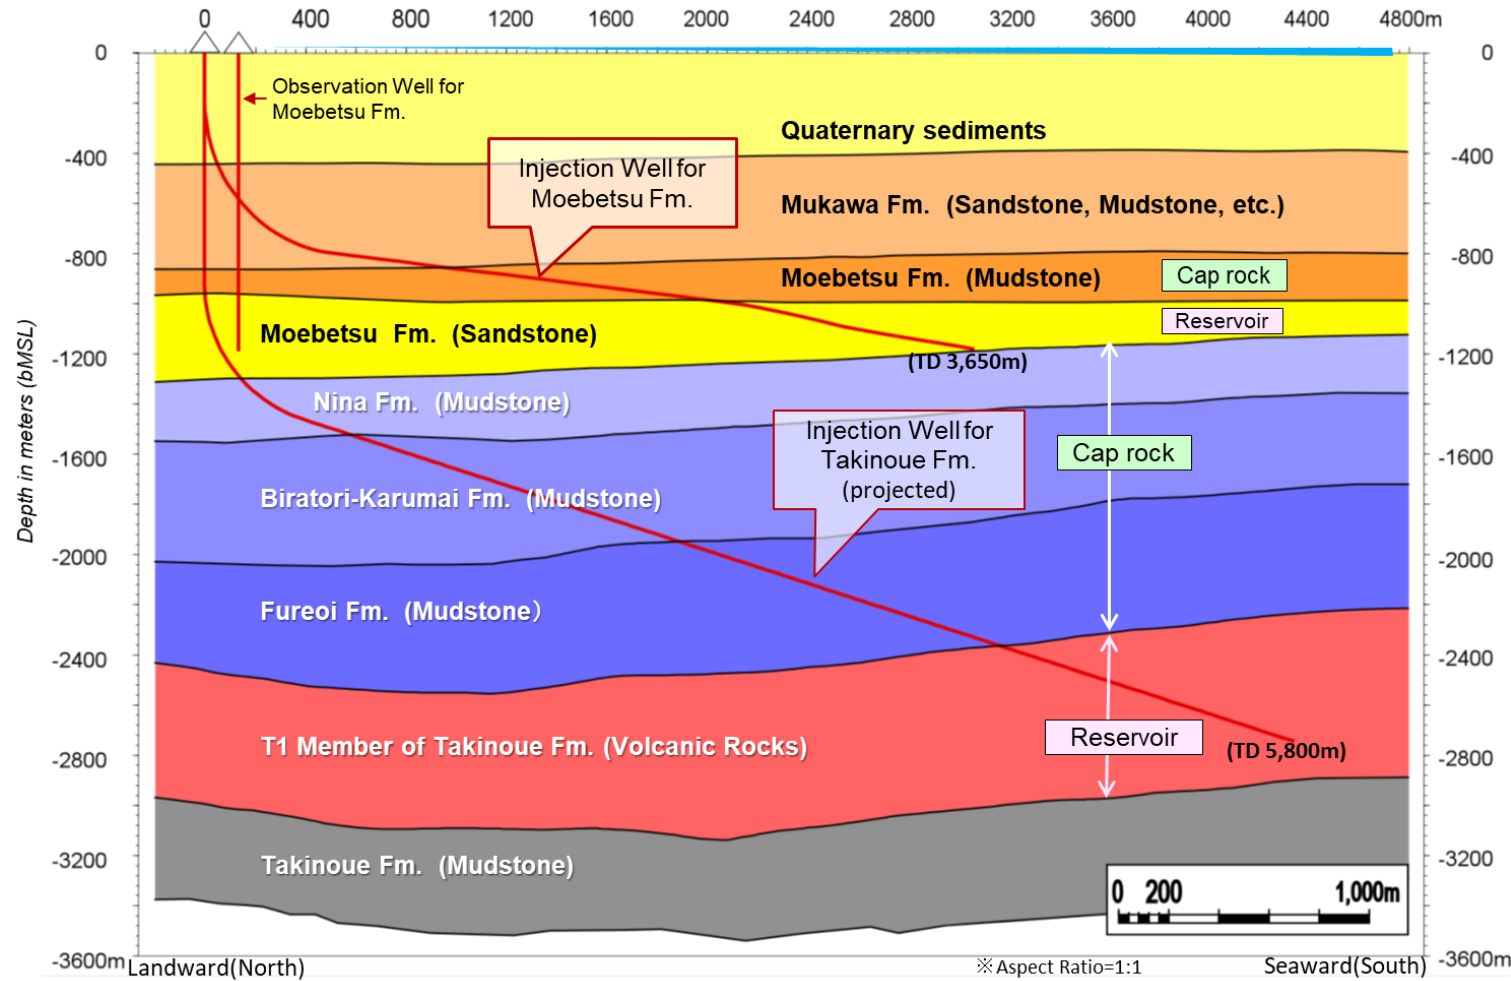 0 400 800 1200 1600 2000 2400 2800 3200 3600 4000 4400 4800m
0 0
Observation Well for
Moebetsu Fm.
Quaternary sediments
-400 -400
Injection Well for
Moebetsu Fm.
Mukawa Fm. (Sandstone, Mudstone, etc.)
-800 -800
Moebetsu Fm. (Mudstone) Cap rock
Moebetsu Fm. (Sandstone) Reservoir
-1200 -1200
(TD 3,650m)
Nina Fm. (Mudstone)
Injection Well for
Takinoue Fm.
(projected)
Cap rock
-1600 -1600
Biratori-Karumai Fm. (Mudstone)
Depth in meters (bMSL)
-2000 -2000
Fureoi Fm. (Mudstone）
-2400 -2400
T1 Member of Takinoue Fm. (Volcanic Rocks)
Reservoir
(TD 5,800m)
-2800 -2800
-3200 -3200
Takinoue Fm. (Mudstone)
0 200 1,000m
-3600m -3600m
Landward(North) ※Aspect Ratio=1:1 Seaward(South)